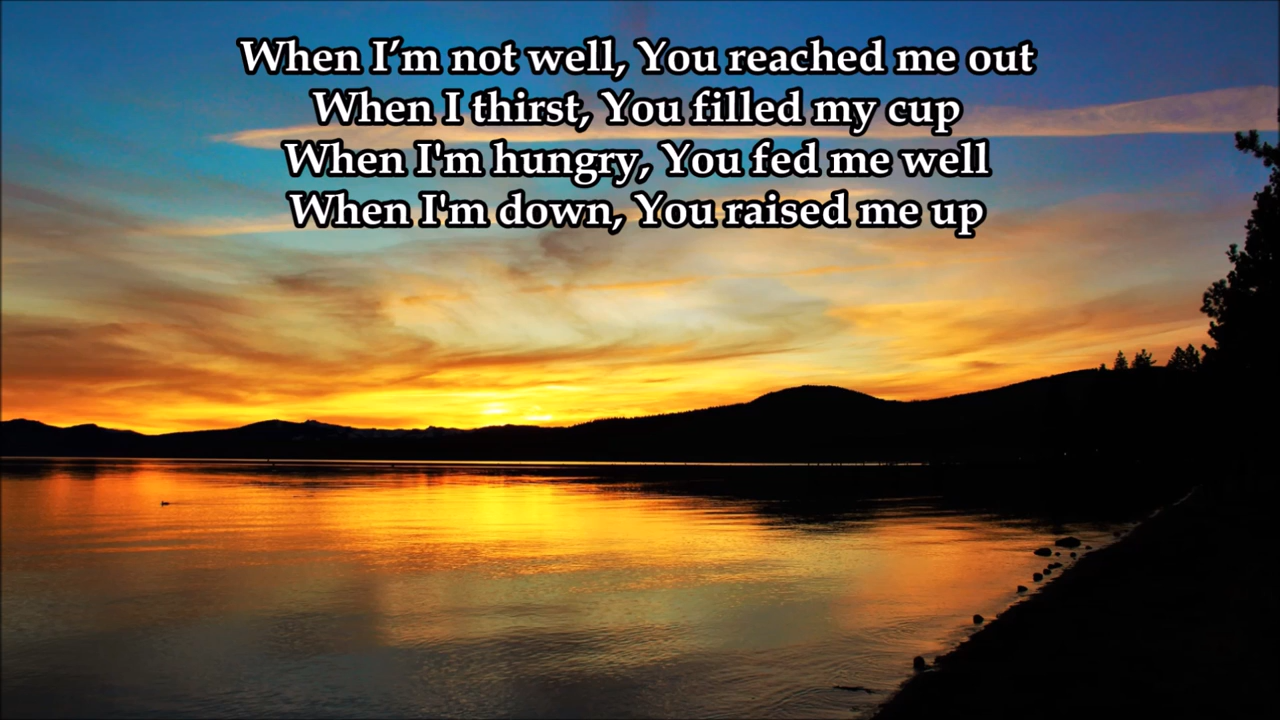 When I’m not well, You reached me out
When I thirst, You filled my cup
When I'm hungry, You fed me well
When I'm down, You raised me up